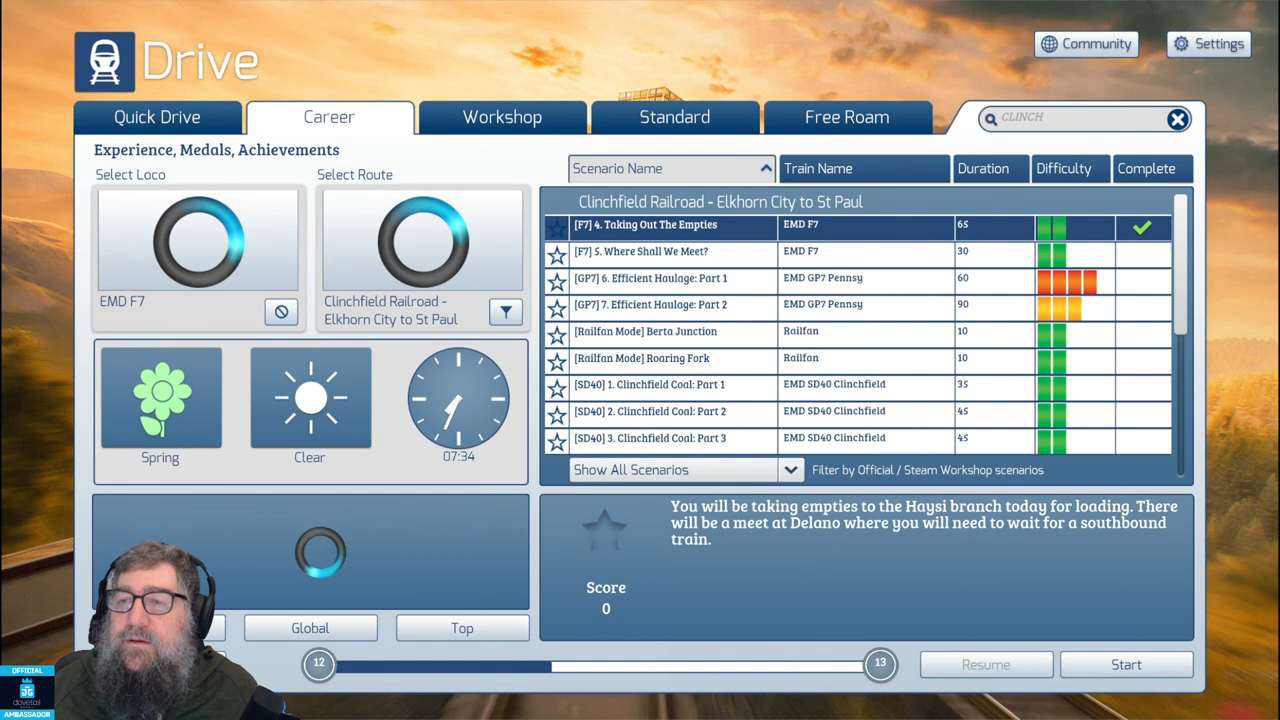 Drive
Community
Settings
Quick Drive
Career
Workshop
Standard
Free Roam
CLINCH
Experience, Medals, Achievements
Select Loco
Select Route
EMD F7
Clinchfield Railroad -
Elkhorn City to St Paul
Spring
Clear
07:34
Scenario Name Train Name Duration Difficulty Complete
Clinchfield Railroad - Elkhorn City to St Paul
[F7] 4. Taking Out The Empties EMD F7 65
[F7] 5. Where Shall We Meet? EMD F7 30
[GP7] 6. Efficient Haulage: Part 1 EMD GP7 Pennsy 60
[GP7] 7. Efficient Haulage: Part 2 EMD GP7 Pennsy 90
[Railfan Mode] Berta Junction Railfan 10
[Railfan Mode] Roaring Fork Railfan 10
[SD40] 1. Clinchfield Coal: Part 1 EMD SD40 Clinchfield 35
[SD40] 2. Clinchfield Coal: Part 2 EMD SD40 Clinchfield 45
[SD40] 3. Clinchfield Coal: Part 3 EMD SD40 Clinchfield 45
Show All Scenarios
Filter by Official / Steam Workshop scenarios
You will be taking empties to the Haysi branch today for loading. There
will be a meet at Delano where you will need to wait for a southbound
train.
Score
0
Global
Top
12
13
Resume
Start
OFFICIAL
dovetail
AMBASSADOR